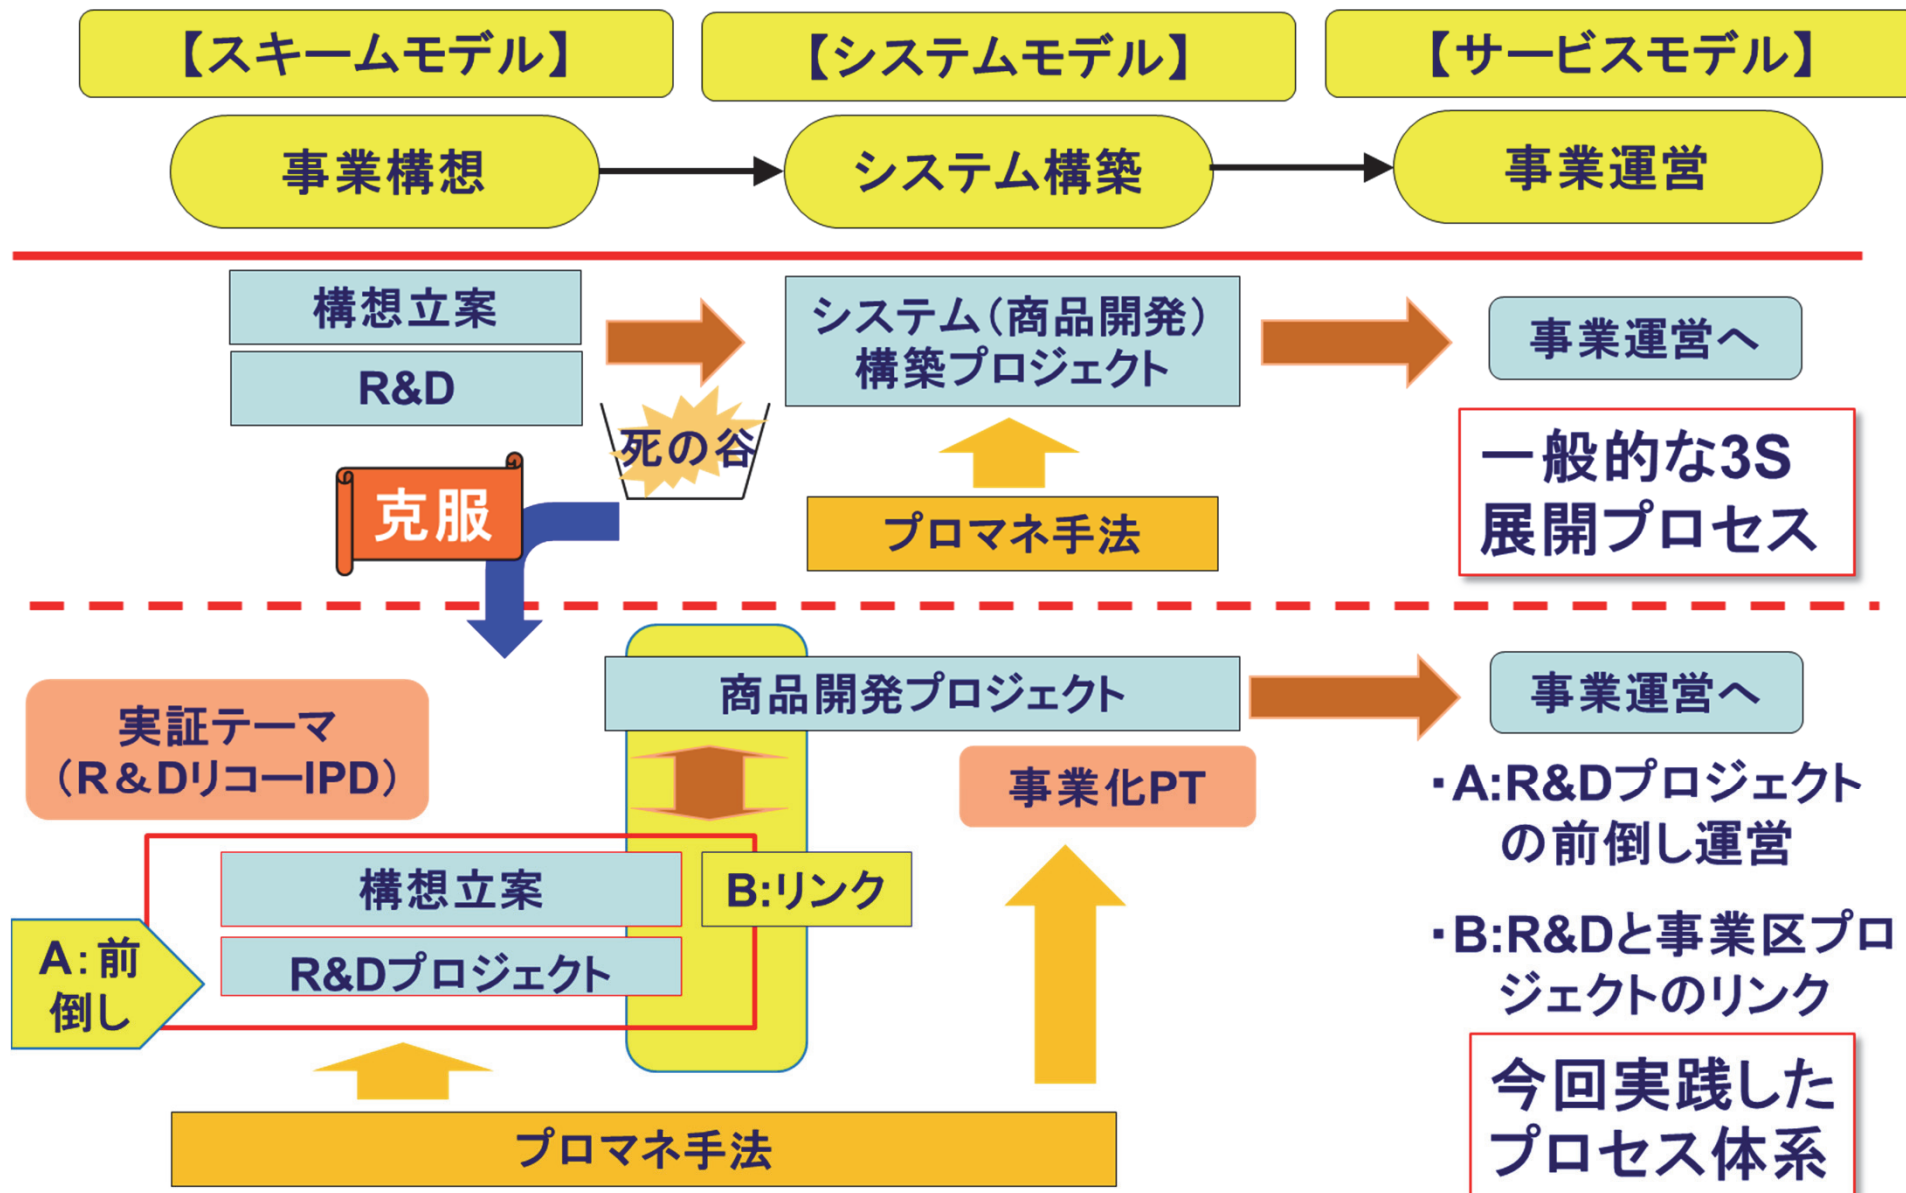 【スキームモデル】
【システムモデル】
【サービスモデル】
事業構想
システム構築
事業運営
構想立案
R&D
システム（商品開発）
構築プロジェクト
事業運営へ
死の谷
克服
プロマネ手法
一般的な3S
展開プロセス
商品開発プロジェクト
事業運営へ
実証テーマ
（R＆DリコーIPD）
事業化PT
・A:R&Dプロジェクト
の前倒し運営
構想立案
B:リンク
R&Dプロジェクト
A：前
倒し
・B:R&Dと事業区プロ
ジェクトのリンク
プロマネ手法
今回実践した
プロセス体系